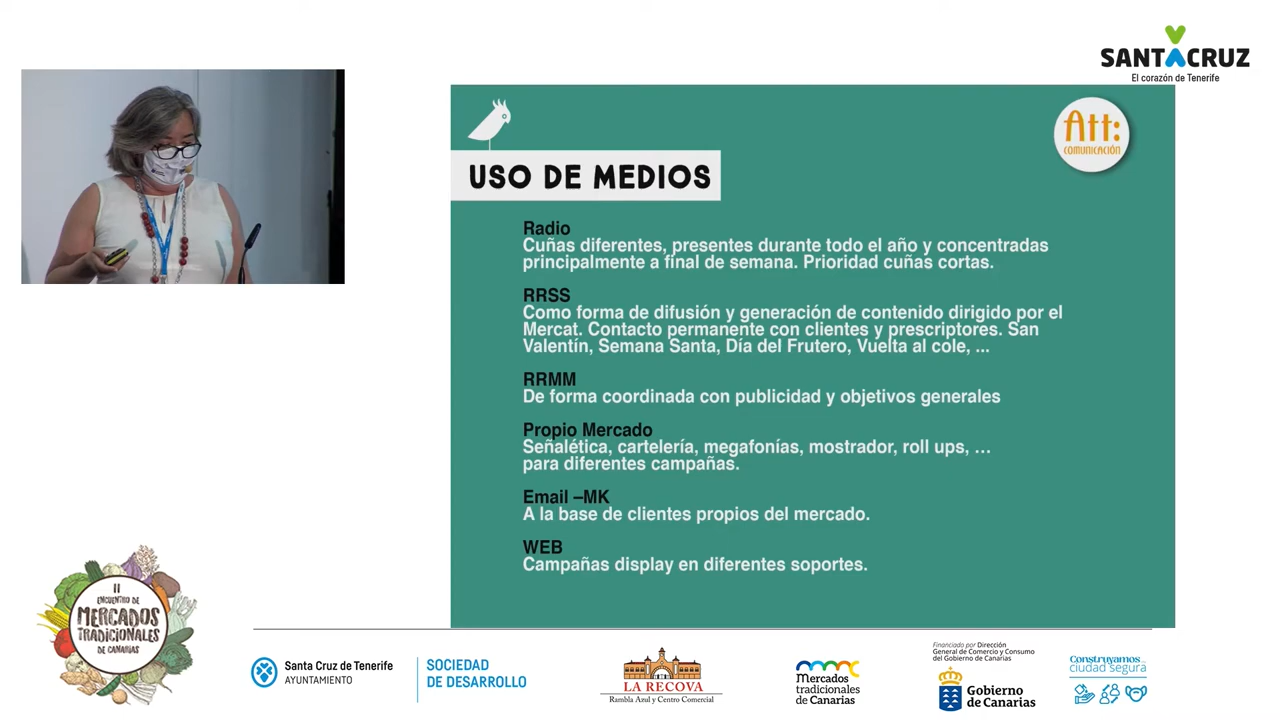 SANTACRUZ
El corazón de Tenerife
Att:
COMUNICACIÓN
USO DE MEDIOS
Radio
Cuñas diferentes, presentes durante todo el año y concentradas
principalmente a final de semana. Prioridad cuñas cortas.
RRSS
Como forma de difusión y generación de contenido dirigido por el
Mercat. Contacto permanente con clientes y prescriptores. San
Valentín, Semana Santa, Día del Frutero, Vuelta al cole, ...
RRMM
De forma coordinada con publicidad y objetivos generales
Propio Mercado
Señalética, cartelería, megafonías, mostrador, roll ups, …
para diferentes campañas.
Email –MK
A la base de clientes propios del mercado.
WEB
Campañas display en diferentes soportes.
II
ENCUENTRO DE
MERCADOS
TRADICIONALES
DE CANARIAS
Santa Cruz de Tenerife
AYUNTAMIENTO
SOCIEDAD
DE DESARROLLO
LA RECOVA
Rambla Azul y Centro Comercial
Mercados
tradicionales
de Canarias
Financiado por Dirección
General de Comercio y Consumo
del Gobierno de Canarias
Gobierno
de Canarias
Construyamos
ciudad segura